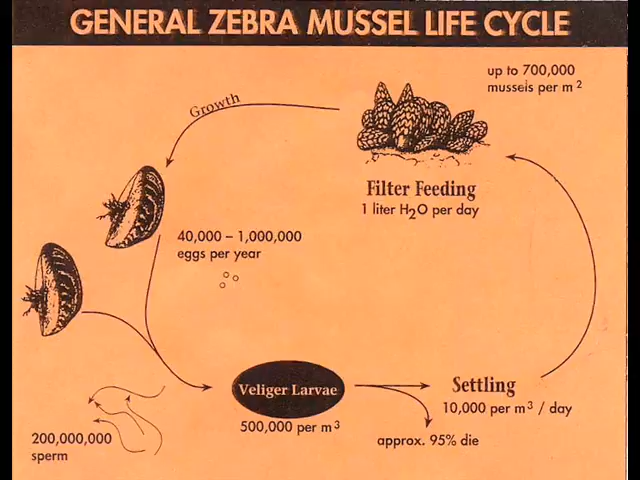 GENERAL ZEBRA MUSSEL LIFE CYCLE
up to 700,000
mussels per m²
Growth
Filter Feeding
1 liter H₂O per day
40,000 – 1,000,000
eggs per year
Veliger Larvae
500,000 per m³
Settling
10,000 per m³ / day
approx. 95% die
200,000,000
sperm